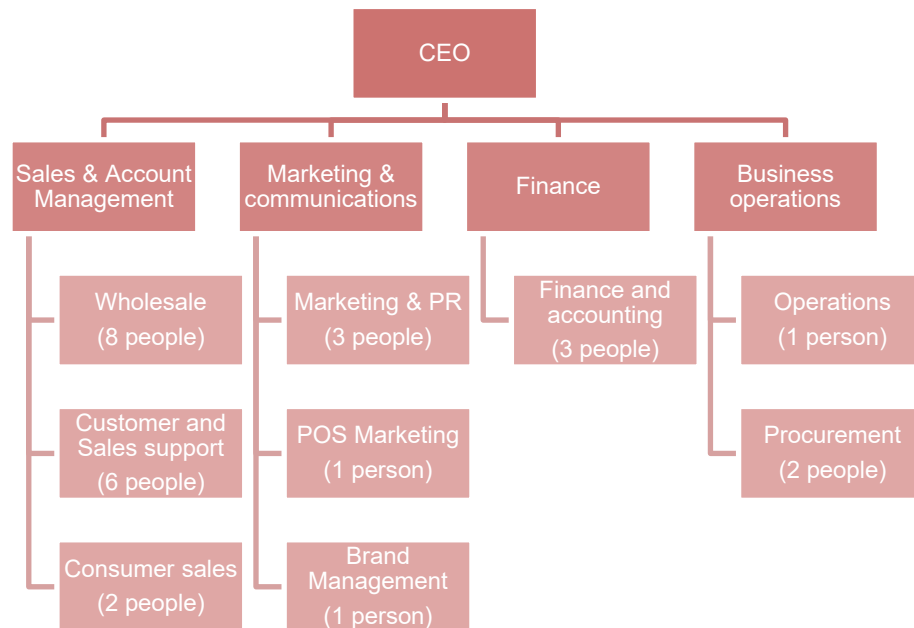 CEO
Sales & Account
Management
Marketing &
communications
Finance
Business
operations
Wholesale
(8 people)
Customer and
Sales support
(6 people)
Consumer sales
(2 people)
Marketing & PR
(3 people)
POS Marketing
(1 person)
Brand
Management
(1 person)
Finance and
accounting
(3 people)
Operations
(1 person)
Procurement
(2 people)